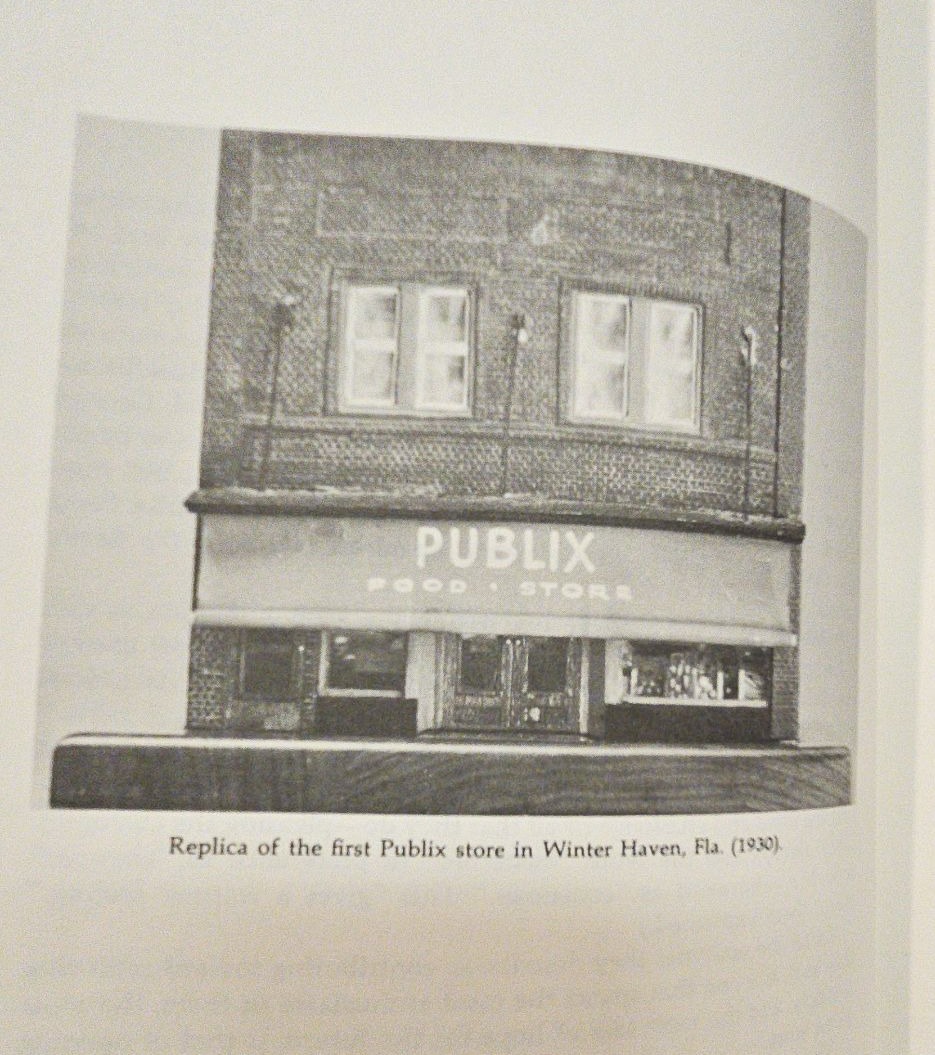 PUBLIX
FOOD • STORE
Replica of the first Publix store in Winter Haven, Fla. (1930).